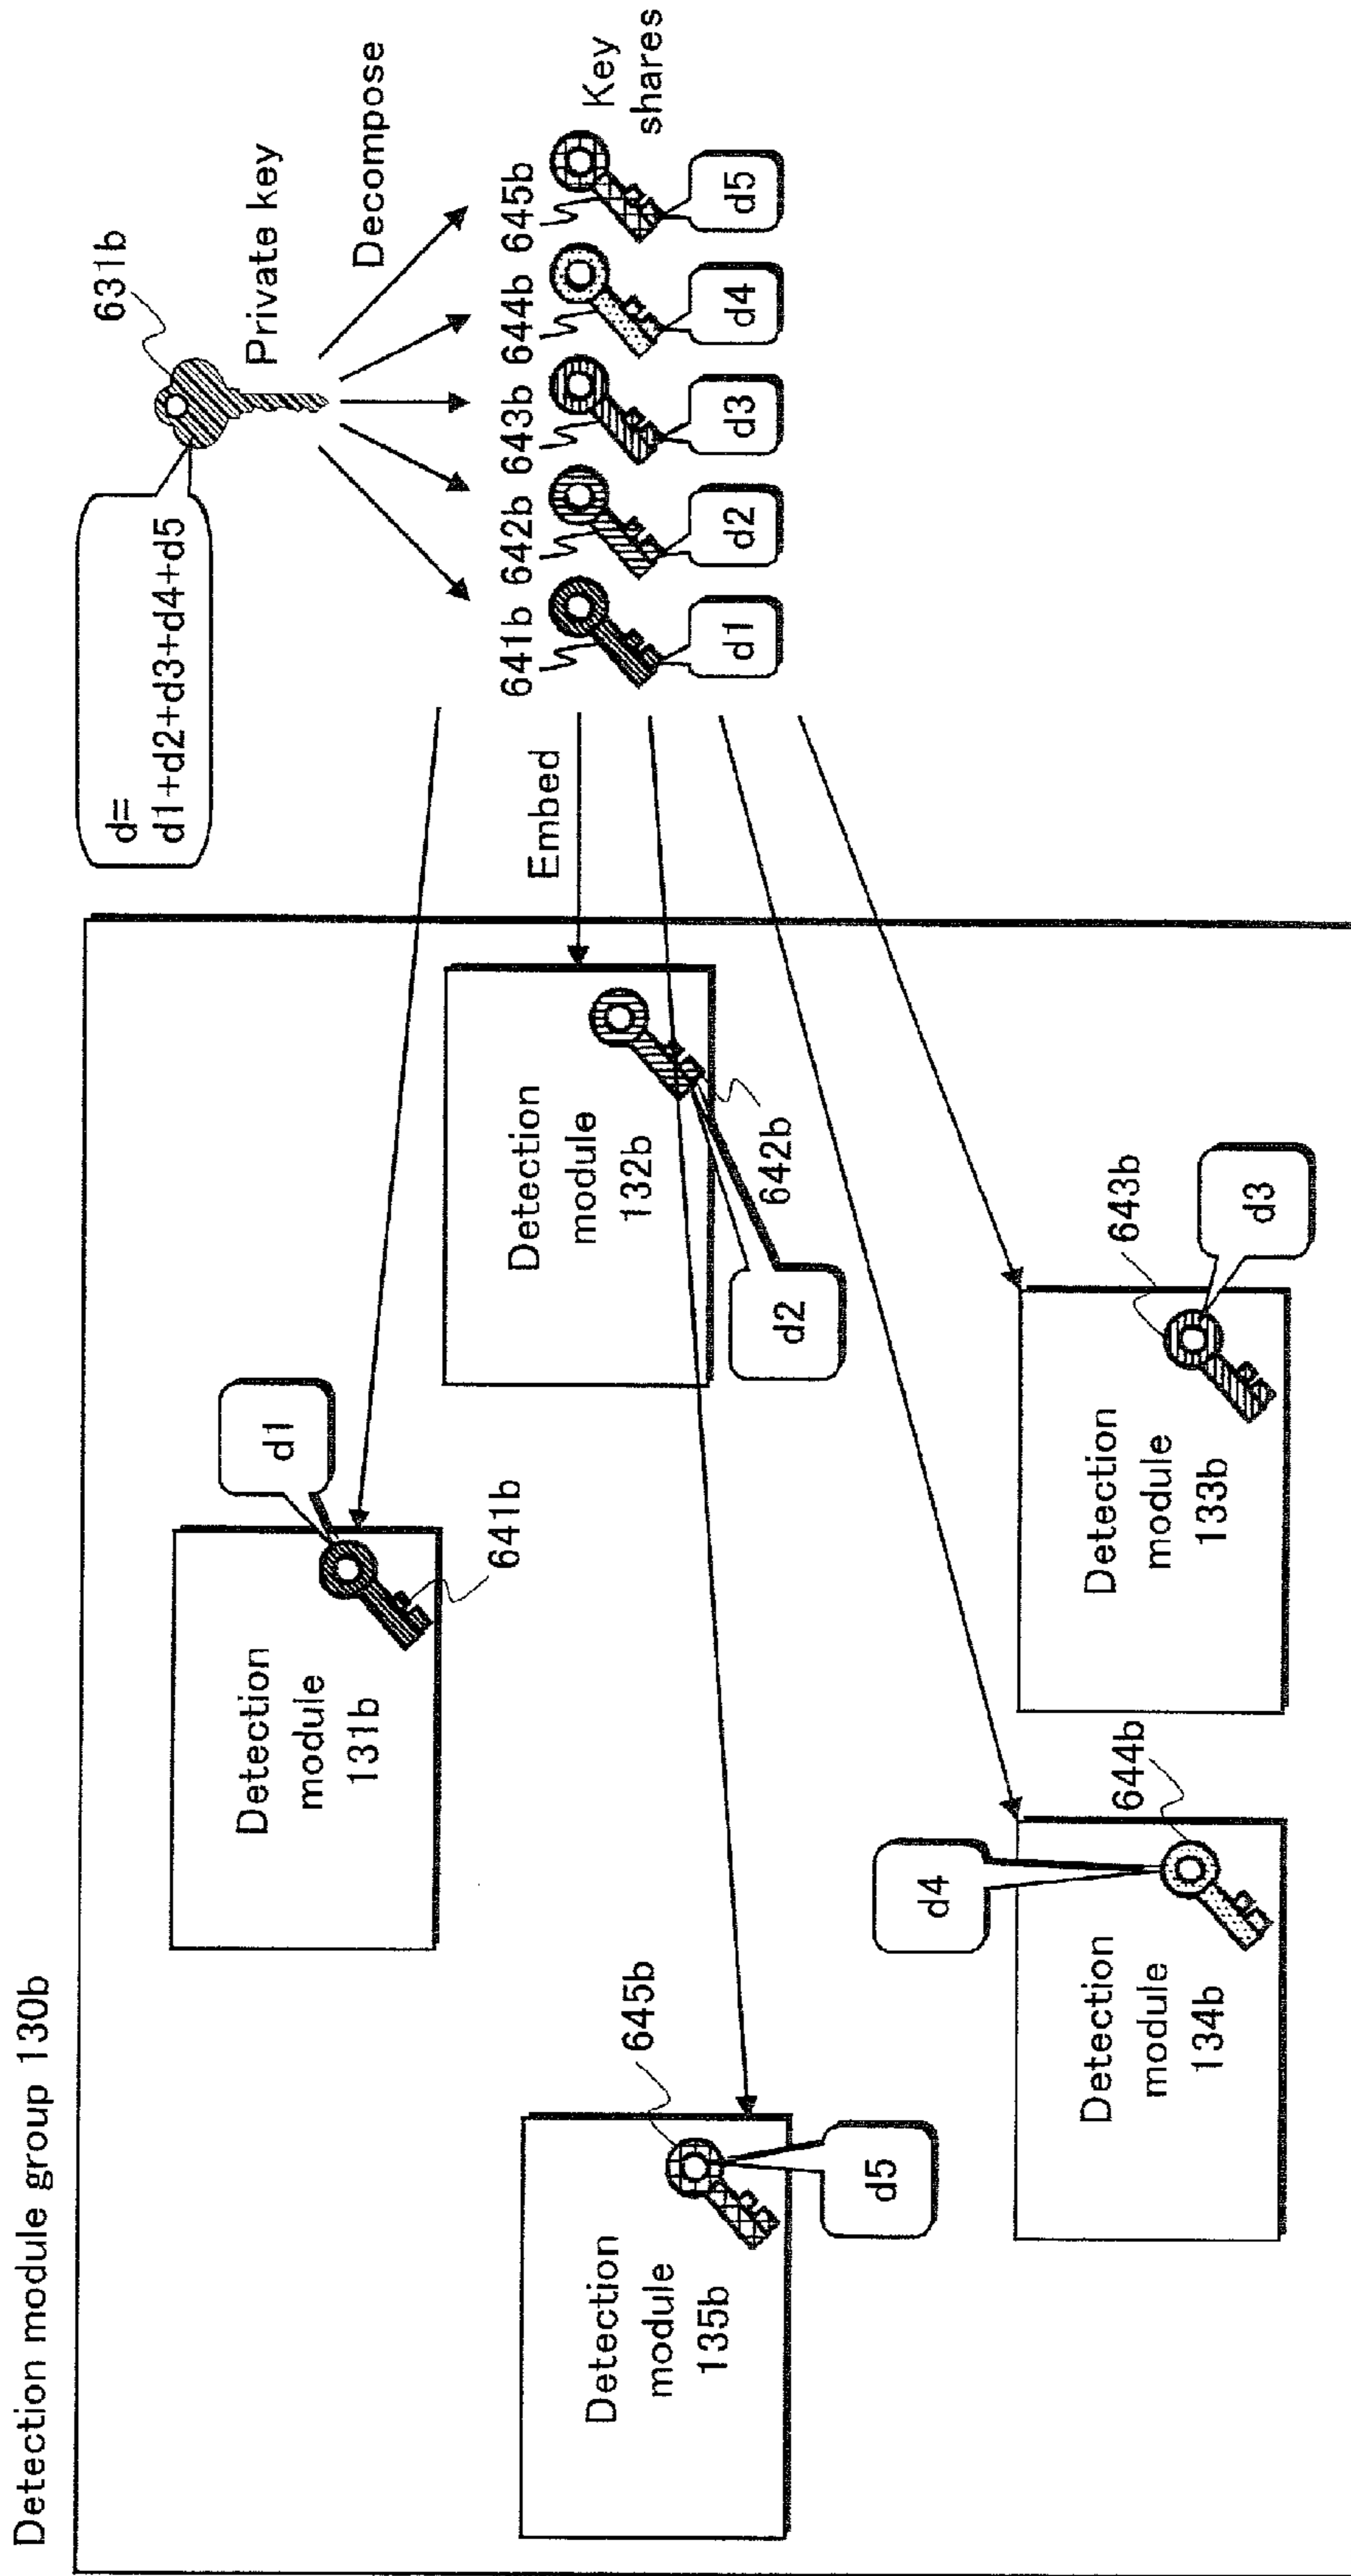 Detection module group 130b
d=
d1+d2+d3+d4+d5
631b
Private key
Decompose
641b
642b
643b
644b
645b
Key
shares
d1
d2
d3
d4
d5
Embed
Detection
module
131b
d1
641b
Detection
module
132b
642b
d2
Detection
module
135b
645b
d5
Detection
module
134b
d4
644b
Detection
module
133b
643b
d3